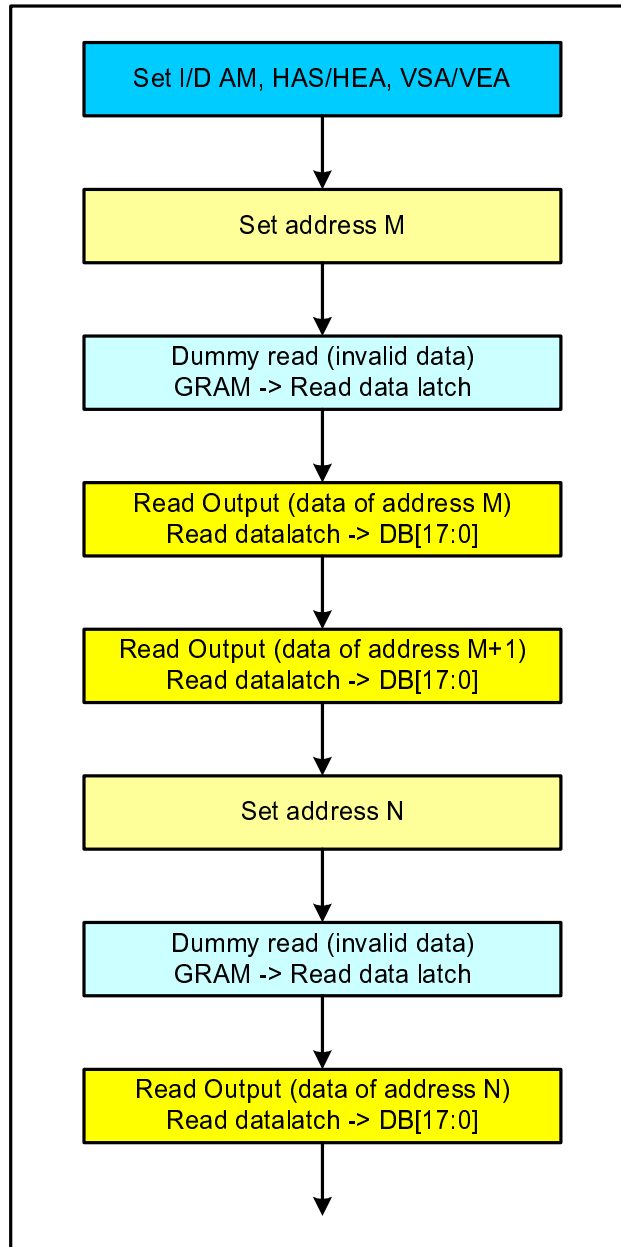 Set I/D AM, HAS/HEA, VSA/VEA
Set address M
Dummy read (invalid data)
GRAM -> Read data latch
Read Output (data of address M)
Read datalatch -> DB[17:0]
Read Output (data of address M+1)
Read datalatch -> DB[17:0]
Set address N
Dummy read (invalid data)
GRAM -> Read data latch
Read Output (data of address N)
Read datalatch -> DB[17:0]